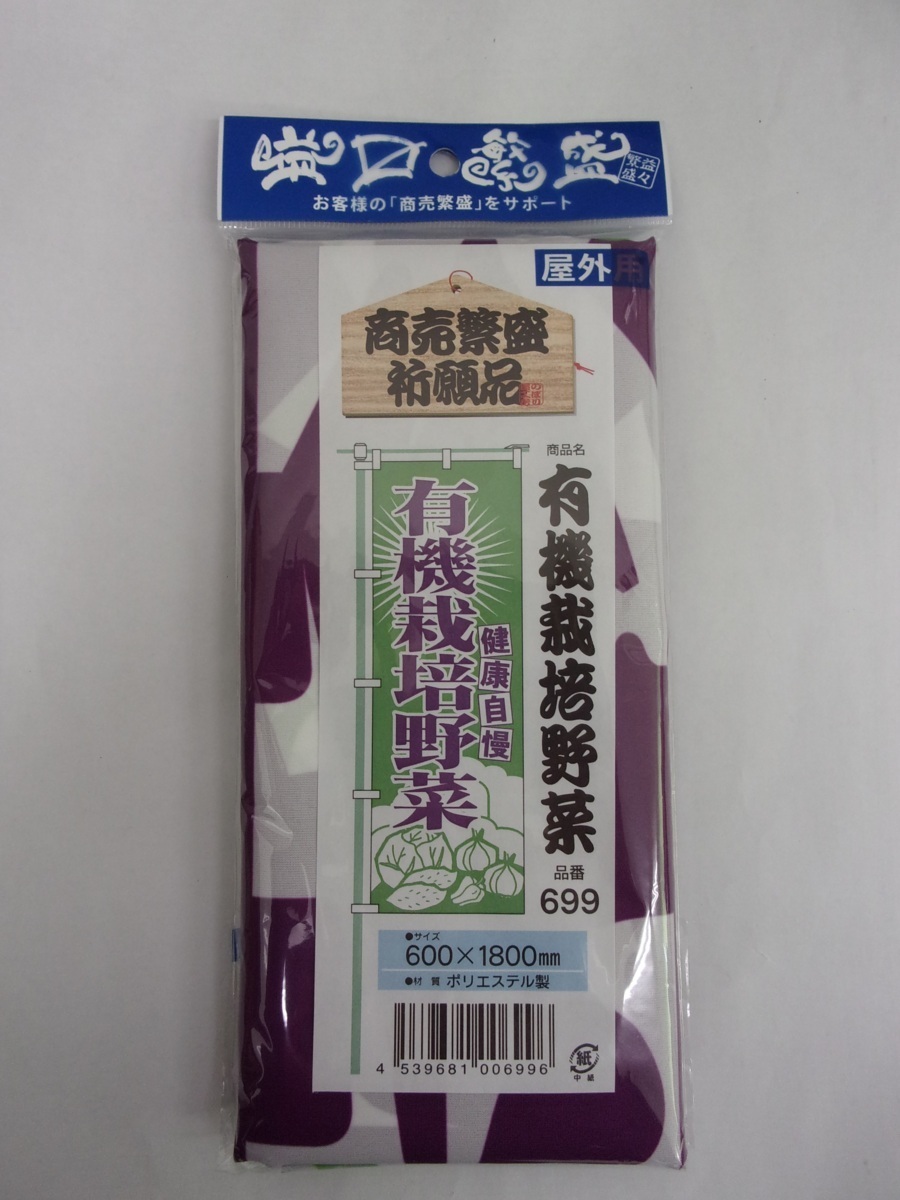 繁盛
益々
繁盛
お客様の「商売繁盛」をサポート
屋外用
商売繁盛
祈願品
商品名
有機栽培野菜
有機栽培野菜
健康自慢
品番
699
●サイズ
600×1800mm
●材質 ポリエステル製
4 539681 006996
紙
中紙